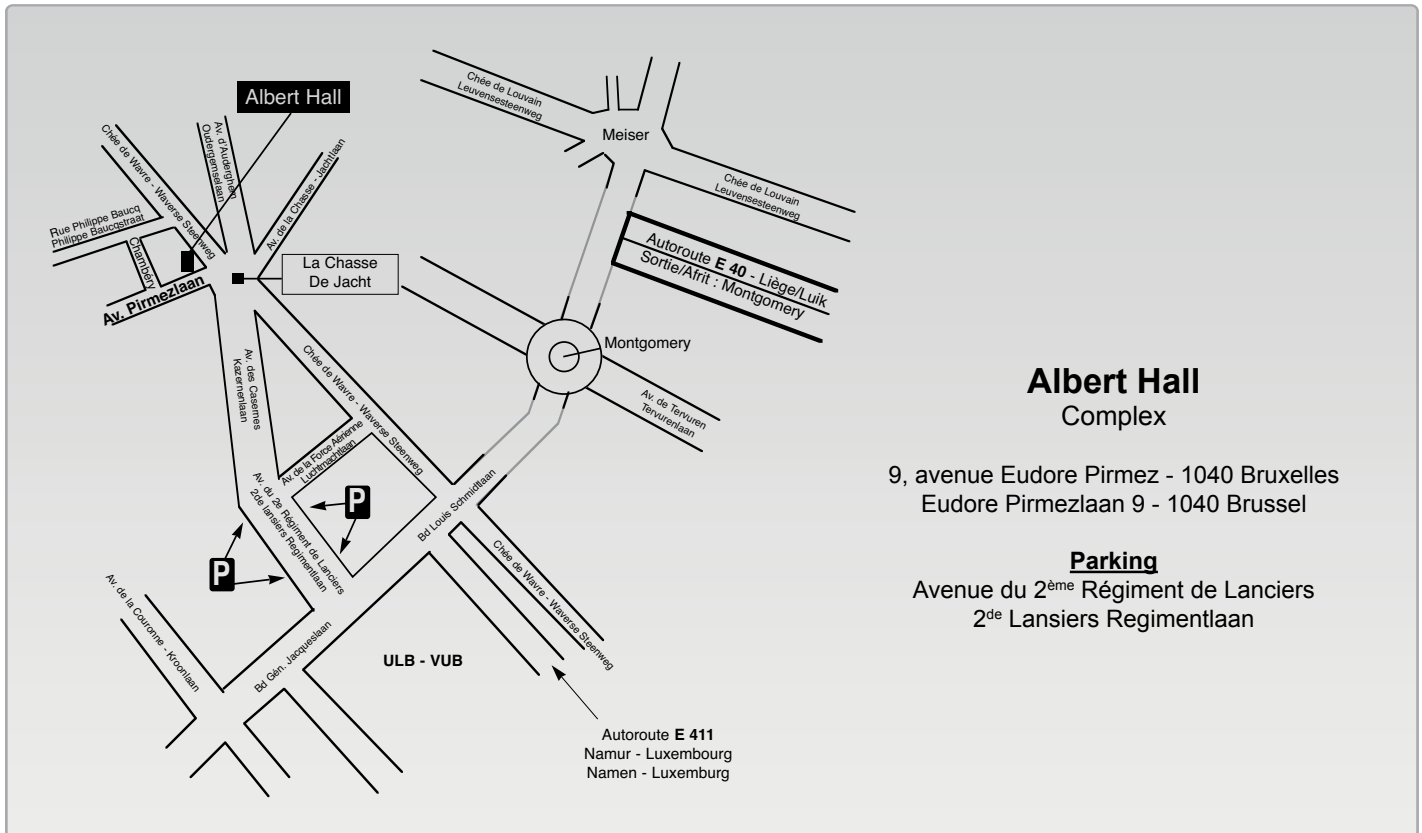 Albert Hall
Chée de Wavre - Waverse Steenweg
Av. d'Auderghem
Oudergemselaan
Av. de la Chasse - Jachtlaan
Rue Philippe Baucq
Philippe Baucqstraat
Chambéry
Av. Pirmezlaan
La Chasse
De Jacht
Chée de Louvain
Leuvensesteenweg
Meiser
Chée de Louvain
Leuvensesteenweg
Autoroute E 40 - Liège/Luik
Sortie/Afrit : Montgomery
Montgomery
Av. de Tervuren
Tervurenlaan
Av. des Casernes
Kazernenlaan
Chée de Wavre - Waverse Steenweg
Av. de la Force Aérienne
Luchtmachtlaan
Av. du 2e Régiment de Lanciers
2de lansiers Regimentlaan
P
P
Bd Louis Schmidtlaan
Chée de Wavre - Waverse Steenweg
Av. de la Couronne - Kroonlaan
Bd Gén. Jacqueslaan
ULB - VUB
Autoroute E 411
Namur - Luxembourg
Namen - Luxemburg
Albert Hall
Complex
9, avenue Eudore Pirmez - 1040 Bruxelles
Eudore Pirmezlaan 9 - 1040 Brussel
Parking
Avenue du 2ème Régiment de Lanciers
2de Lansiers Regimentlaan